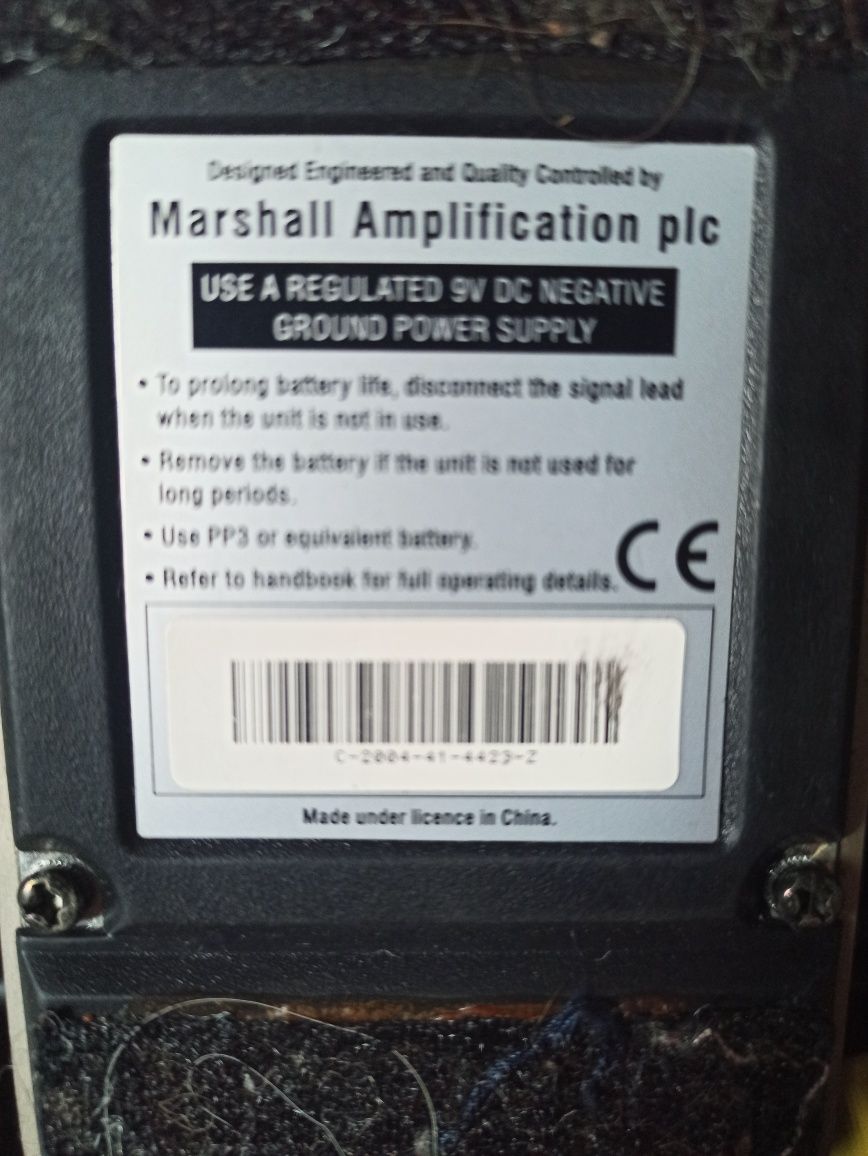 Designed Engineered and Quality Controlled by
Marshall Amplification plc
USE A REGULATED 9V DC NEGATIVE
GROUND POWER SUPPLY
• To prolong battery life, disconnect the signal lead
when the unit is not in use.
• Remove the battery if the unit is not used for
long periods.
• Use PP3 or equivalent battery.
• Refer to handbook for full operating details.
CE
C-2004-41-4423-Z
Made under licence in China.